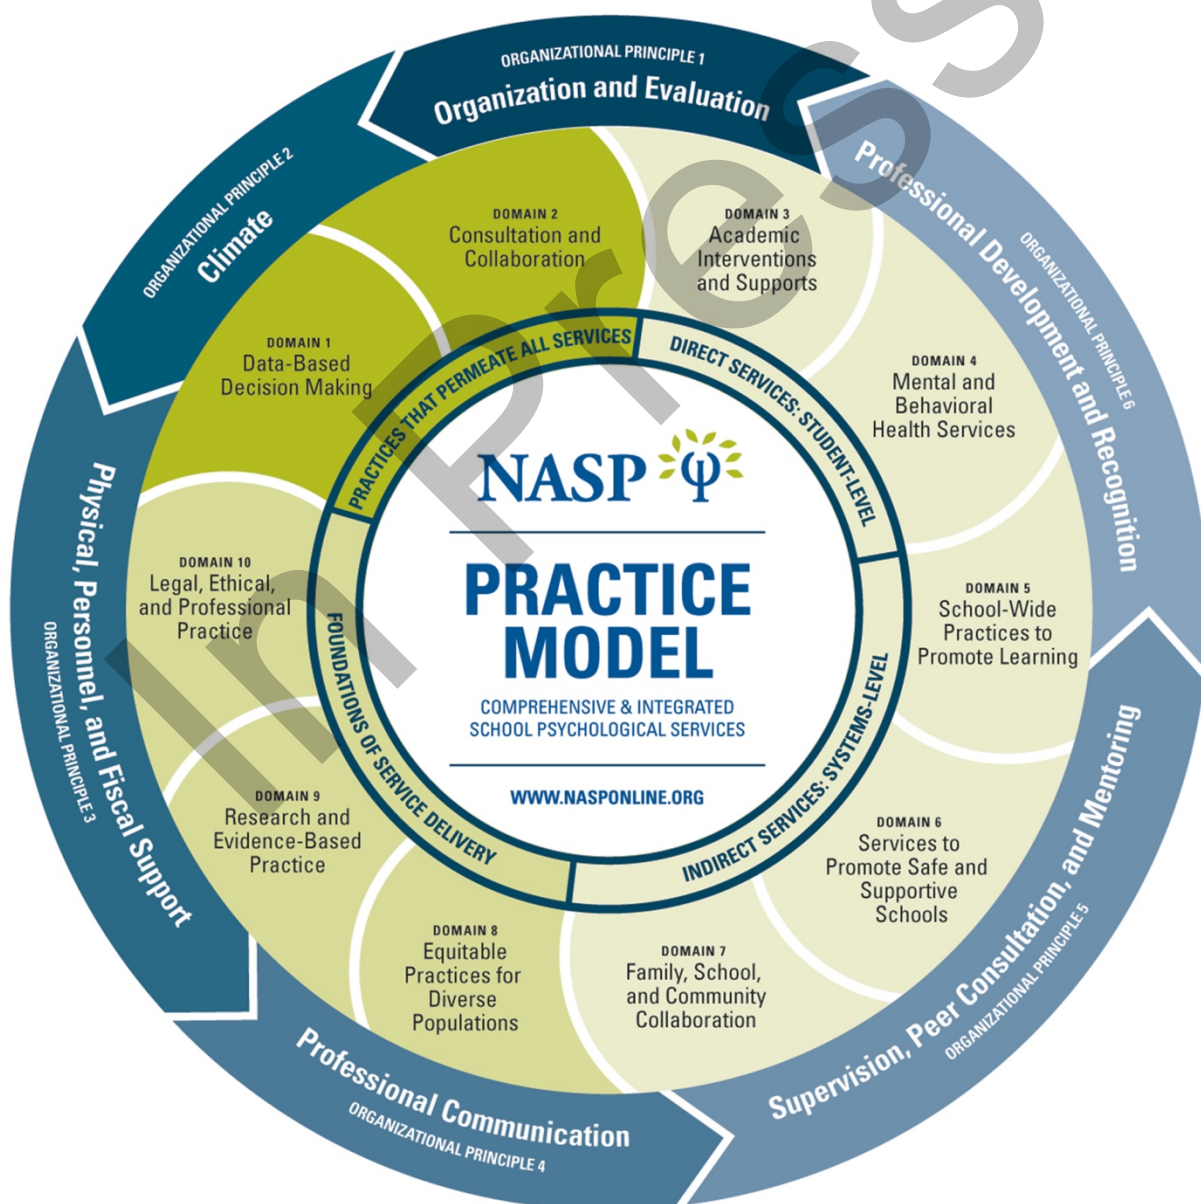 ORGANIZATIONAL PRINCIPLE 1
Organization and Evaluation
ORGANIZATIONAL PRINCIPLE 2
Climate
ORGANIZATIONAL PRINCIPLE 3
Physical, Personnel, and Fiscal Support
Professional Communication
ORGANIZATIONAL PRINCIPLE 4
Supervision, Peer Consultation, and Mentoring
ORGANIZATIONAL PRINCIPLE 5
Professional Development and Recognition
ORGANIZATIONAL PRINCIPLE 6
DOMAIN 1
Data-Based
Decision Making
DOMAIN 2
Consultation and
Collaboration
DOMAIN 3
Academic
Interventions
and Supports
DOMAIN 4
Mental and
Behavioral
Health Services
DOMAIN 5
School-Wide
Practices to
Promote Learning
DOMAIN 6
Services to
Promote Safe and
Supportive
Schools
DOMAIN 7
Family, School,
and Community
Collaboration
DOMAIN 8
Equitable
Practices for
Diverse
Populations
DOMAIN 9
Research and
Evidence-Based
Practice
DOMAIN 10
Legal, Ethical,
and Professional
Practice
PRACTICES THAT PERMEATE ALL SERVICES
DIRECT SERVICES: STUDENT-LEVEL
INDIRECT SERVICES: SYSTEMS-LEVEL
FOUNDATIONS OF SERVICE DELIVERY
NASP
PRACTICE
MODEL
COMPREHENSIVE & INTEGRATED
SCHOOL PSYCHOLOGICAL SERVICES
WWW.NASPONLINE.ORG
In Press